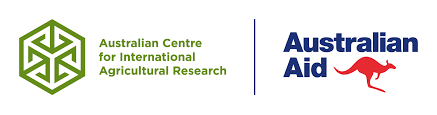 Australian Centre
for International
Agricultural Research
Australian
Aid